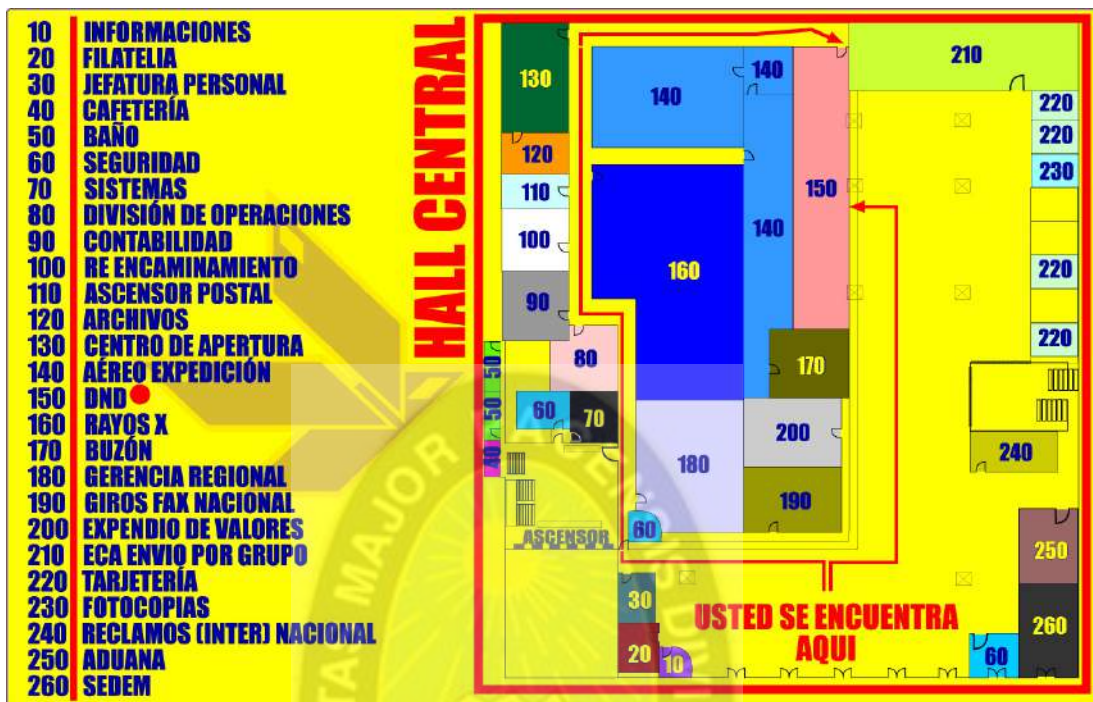 10 INFORMACIONES
20 FILATELIA
30 JEFATURA PERSONAL
40 CAFETERÍA
50 BAÑO
60 SEGURIDAD
70 SISTEMAS
80 DIVISIÓN DE OPERACIONES
90 CONTABILIDAD
100 RE ENCAMINAMIENTO
110 ASCENSOR POSTAL
120 ARCHIVOS
130 CENTRO DE APERTURA
140 AÉREO EXPEDICIÓN
150 DND
160 RAYOS X
170 BUZÓN
180 GERENCIA REGIONAL
190 GIROS FAX NACIONAL
200 EXPENDIO DE VALORES
210 ECA ENVIO POR GRUPO
220 TARJETERÍA
230 FOTOCOPIAS
240 RECLAMOS (INTER) NACIONAL
250 ADUANA
260 SEDEM
HALL CENTRAL
130
120
110
100
90
80
50
50
40
60
70
140
140
140
150
160
170
180
200
190
60
210
220
220
230
220
220
240
250
260
60
ASCENSOR
30
20
10
USTED SE ENCUENTRA
AQUI
TAS MAJOR ASCENDIS DUM